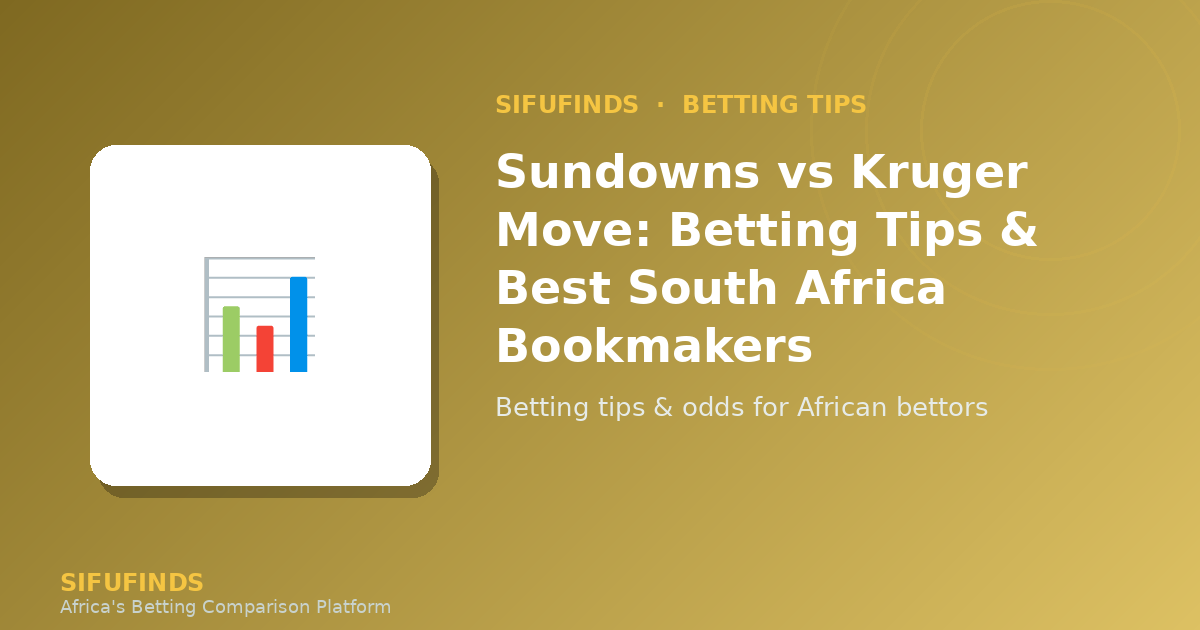 SIFUFINDS · BETTING TIPS
Sundowns vs Kruger
Move: Betting Tips &
Best South Africa
Bookmakers
Betting tips & odds for African bettors
SIFUFINDS
Africa's Betting Comparison Platform